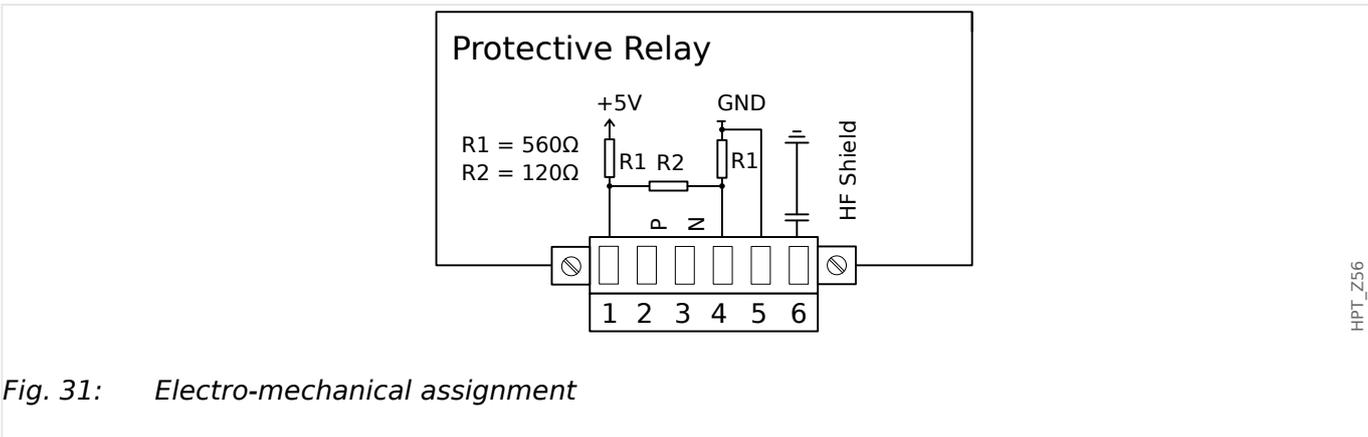 Protective Relay
+5V
GND
R1 = 560Ω
R2 = 120Ω
R1
R2
R1
HF Shield
P
N
1 2 3 4 5 6
HPT_Z56
Fig. 31: Electro-mechanical assignment